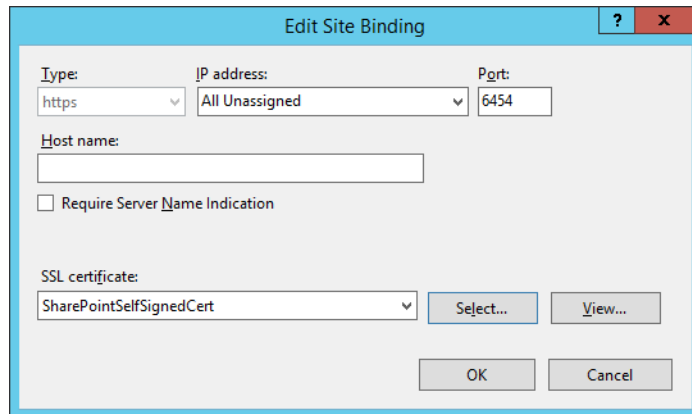 Edit Site Binding
? x
Type: IP address: Port:
https All Unassigned 6454
Host name:
Require Server Name Indication
SSL certificate:
SharePointSelfSignedCert Select... View...
OK Cancel